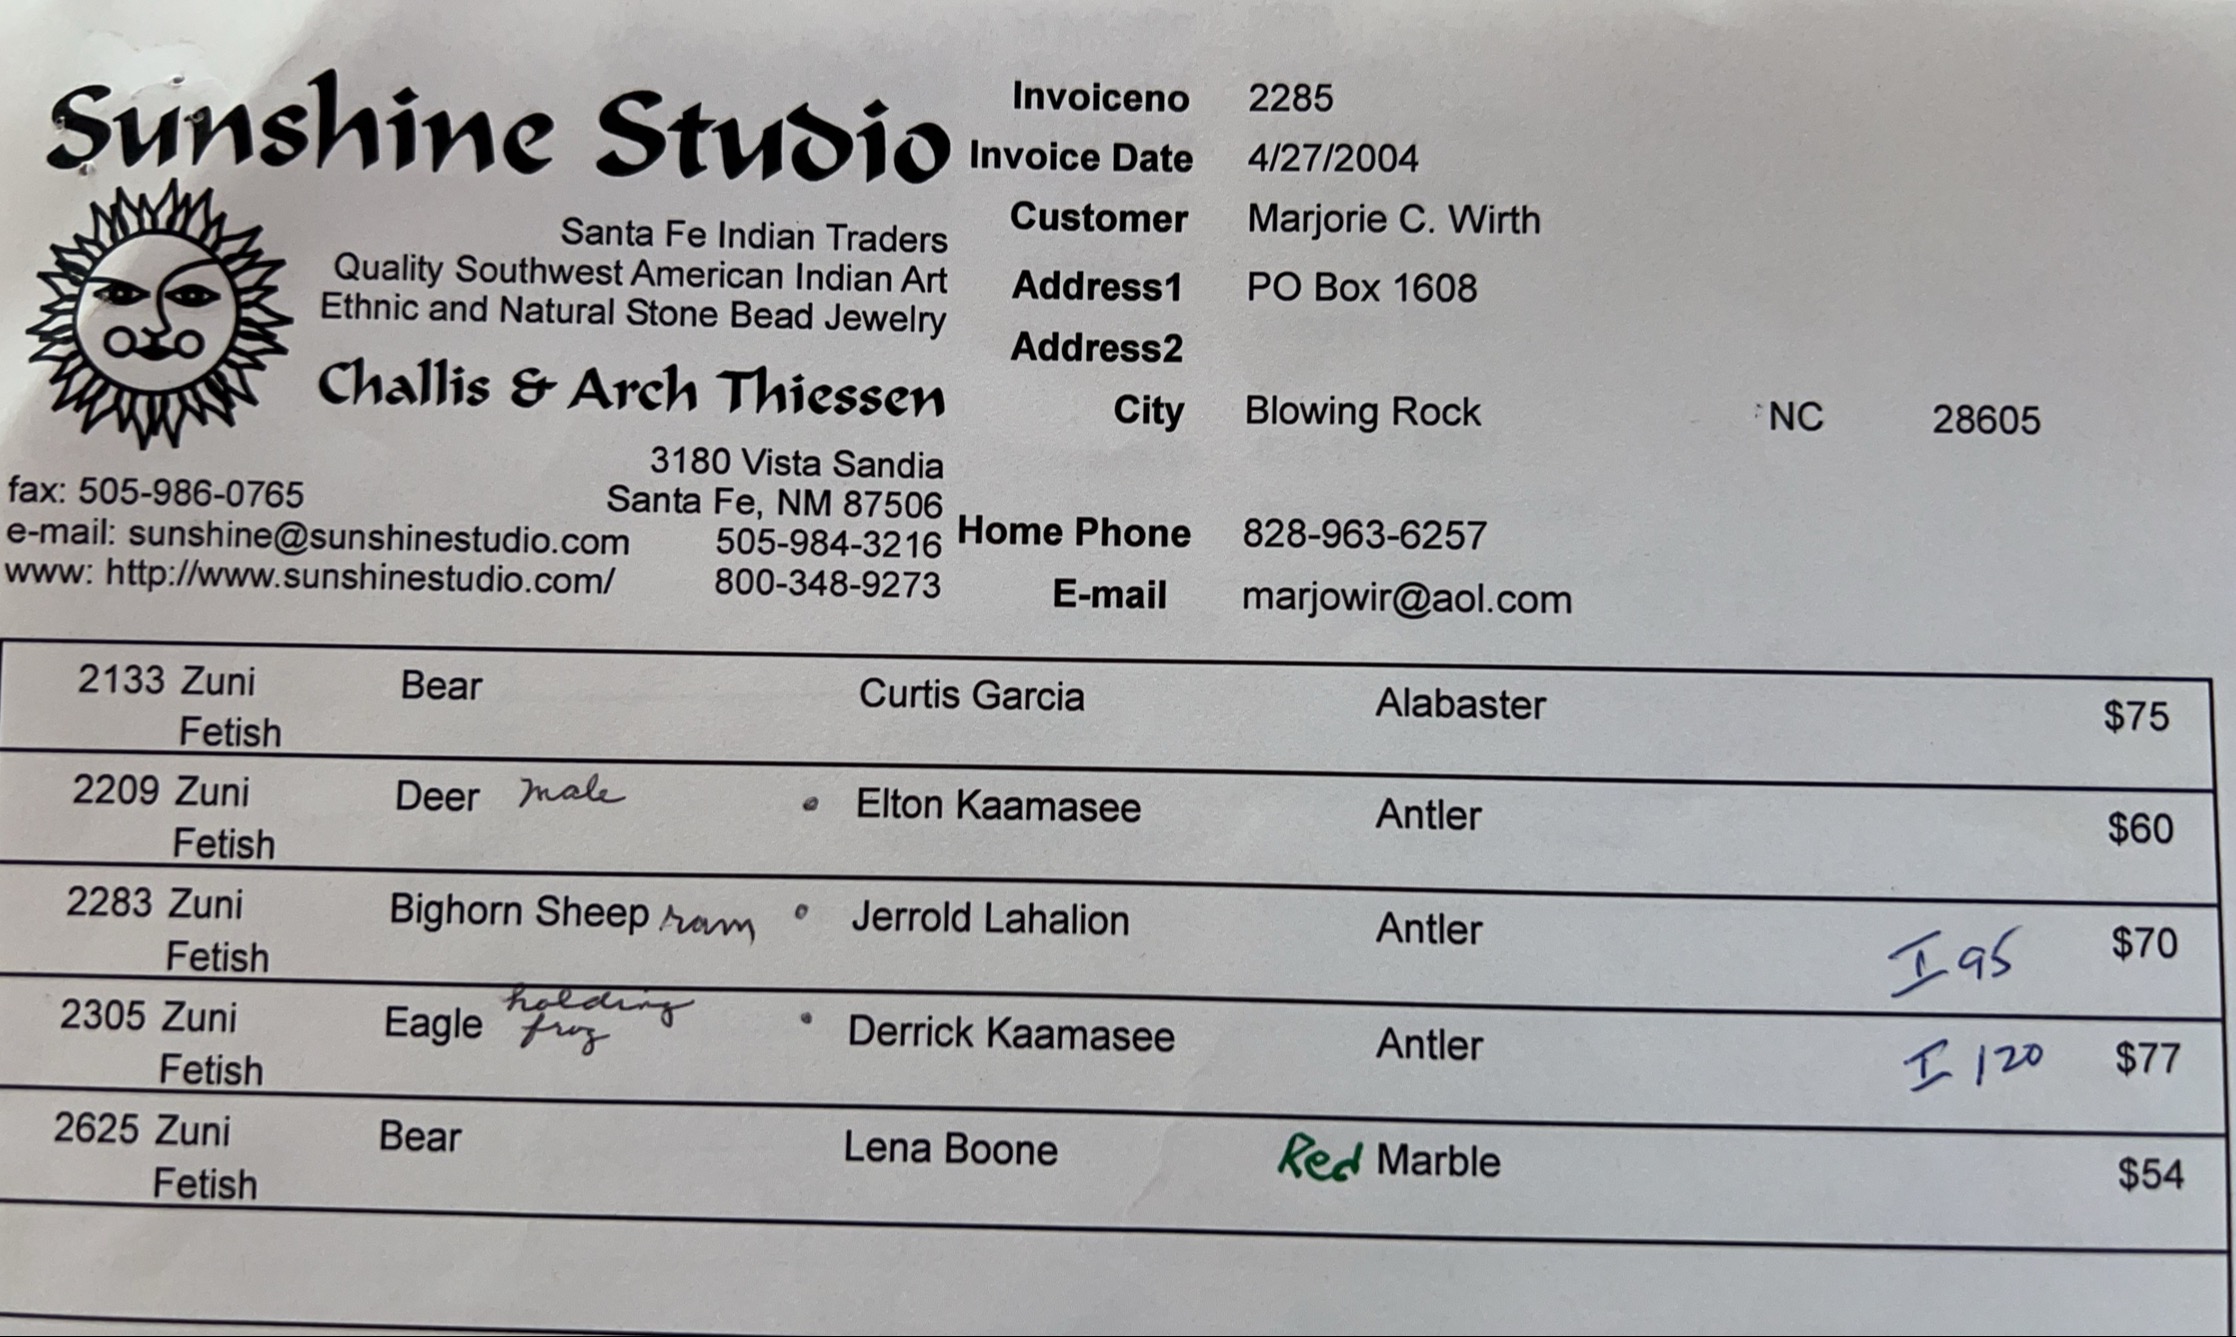 Sunshine Studio
Santa Fe Indian Traders
Quality Southwest American Indian Art
Ethnic and Natural Stone Bead Jewelry
Challis & Arch Thiessen
3180 Vista Sandia
Santa Fe, NM 87506
505-984-3216
800-348-9273
fax: 505-986-0765
e-mail: sunshine@sunshinestudio.com
www: http://www.sunshinestudio.com/
Invoiceno 2285
Invoice Date 4/27/2004
Customer Marjorie C. Wirth
Address1 PO Box 1608
Address2
City Blowing Rock NC 28605
Home Phone 828-963-6257
E-mail marjowir@aol.com
2133 Zuni Bear Curtis Garcia Alabaster $75
Fetish
2209 Zuni Deer male Elton Kaamasee Antler $60
Fetish
2283 Zuni Bighorn Sheep ram Jerrold Lahalion Antler I 95 $70
Fetish
2305 Zuni Eagle holding frog Derrick Kaamasee Antler I 120 $77
Fetish
2625 Zuni Bear Lena Boone Red Marble $54
Fetish